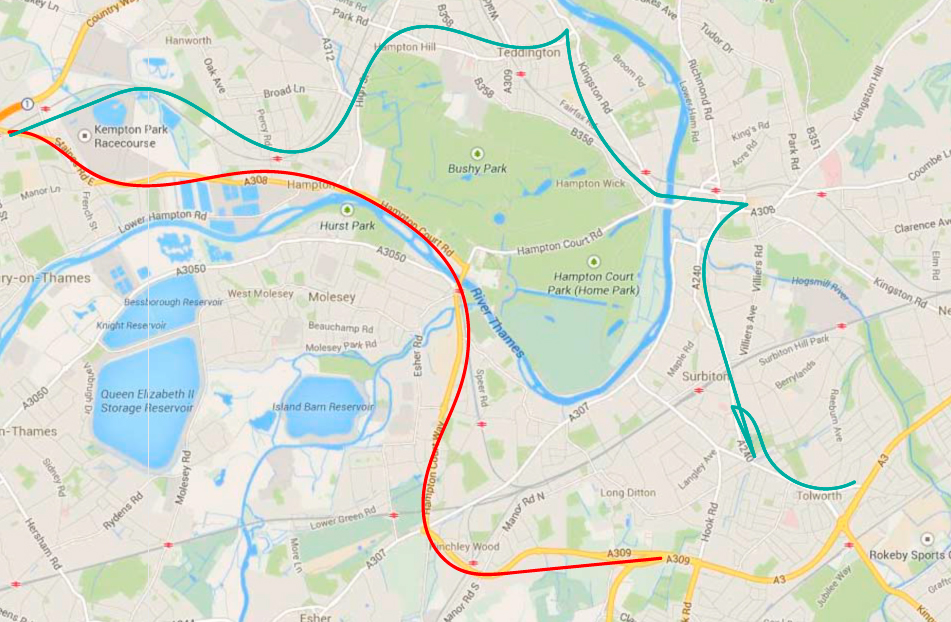 Country Way
Park Rd
B358
A312
Hanworth
Hampton Hill
Teddington
A309
B358
Tudor Dr
Oak Ave
Broad Ln
High St
Percy Rd
Kingston Rd
Broom Rd
Richmond Rd
Lower Ham Rd
Kingston Hill
Kempton Park
Racecourse
Fairfax Rd
B358
King's Rd
Acre Rd
Park Rd
B351
Staines Rd E
Bushy Park
Manor Ln
French St
A308
Hampton
Hampton Wick
A308
Lower Hampton Rd
Hurst Park
Hampton Court Rd
Hampton Court Rd
Clarence Ave
A3050
A3050
ry-on-Thames
Hampton Court
Park (Home Park)
A240
Villiers Rd
Elm Rd
Hogsmill River
Kingston Rd
Bessborough Reservoir
West Molesey
Molesey
River Thames
Knight Reservoir
Beauchamp Rd
Molesey Park Rd
Esher Rd
Villiers Ave
Maple Rd
Surbiton Hill Park
Surbiton
Berrylands
Speer Rd
A3050
Queen Elizabeth II
Storage Reservoir
Island Barn Reservoir
A307
Raeburn Ave
n-Thames
Hampton Court Way
A240
A3
Sidney Rd
Molesey Rd
Langley Ave
Rydens Rd
Manor Rd N
Long Ditton
Tolworth
Lower Green Rd
Hook Rd
Hersham Rd
More Ln
A307
Hinchley Wood
A309
A309
Rokeby Sports
A3
Jubilee Way
Manor Rd S
Esher